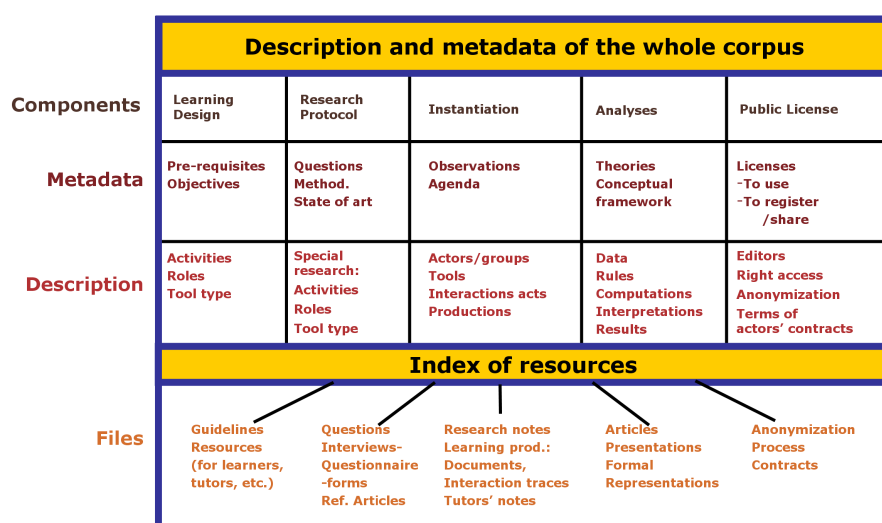 Description and metadata of the whole corpus
Components
Learning
Design
Research
Protocol
Instantiation
Analyses
Public License
Metadata
Pre-requisites
Objectives
Questions
Method.
State of art
Observations
Agenda
Theories
Conceptual
framework
Licenses
-To use
-To register
/share
Description
Activities
Roles
Tool type
Special
research:
Activities
Roles
Tool type
Actors/groups
Tools
Interactions acts
Productions
Data
Rules
Computations
Interpretations
Results
Editors
Right access
Anonymization
Terms of
actors’ contracts
Index of resources
Files
Guidelines
Resources
(for learners,
tutors, etc.)
Questions
Interviews-
Questionnaire
-forms
Ref. Articles
Research notes
Learning prod.:
Documents,
Interaction traces
Tutors’ notes
Articles
Presentations
Formal
Representations
Anonymization
Process
Contracts